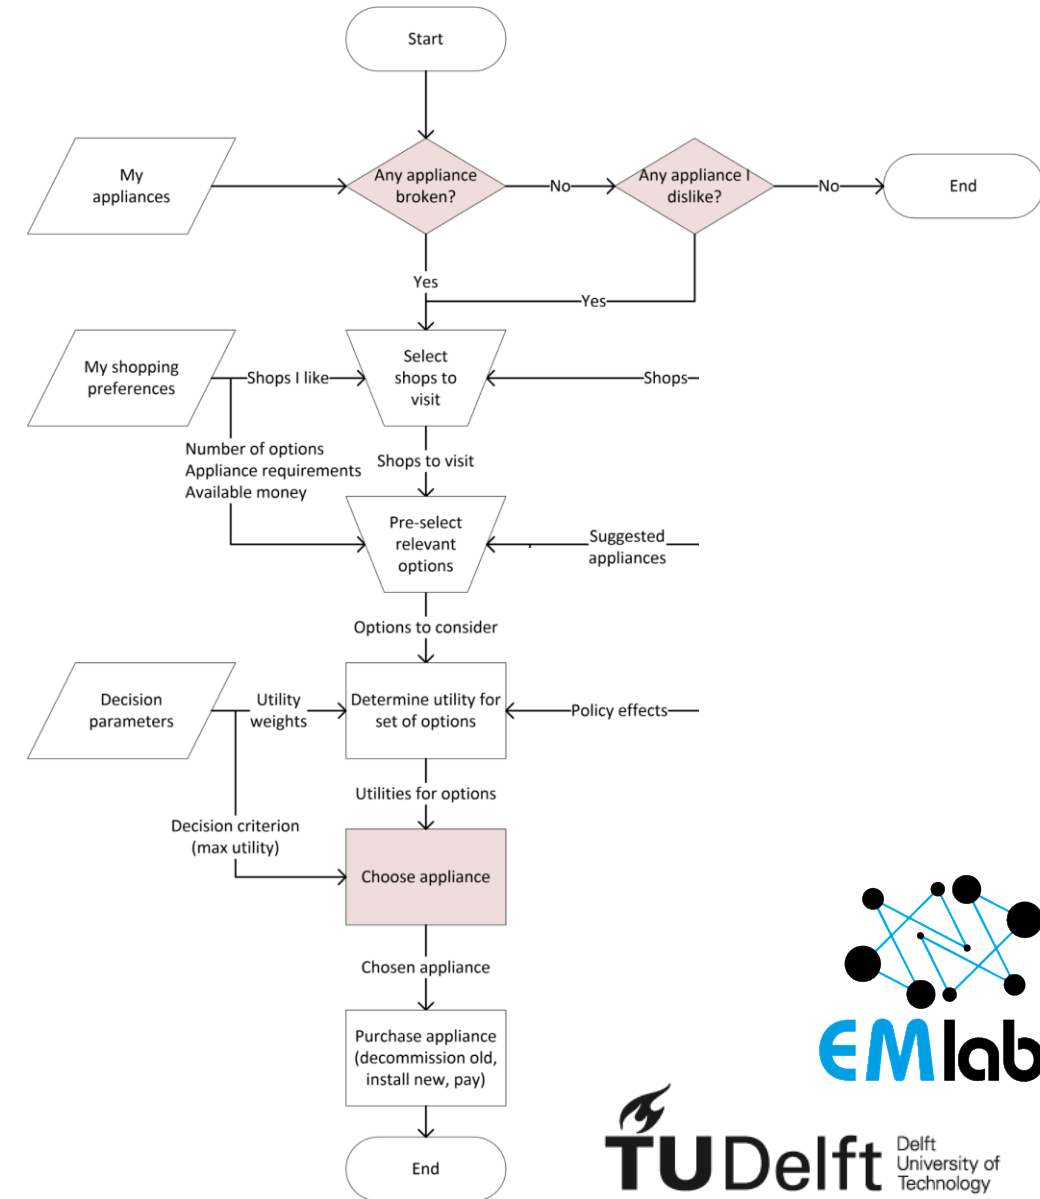 Start
My
appliances
Any appliance
broken?
No
Any appliance I
dislike?
No
End
Yes
Yes
My shopping
preferences
Shops I like
Select
shops to
visit
Shops
Number of options
Appliance requirements
Available money
Shops to visit
Pre-select
relevant
options
Suggested
appliances
Options to consider
Decision
parameters
Utility
weights
Determine utility for
set of options
Policy effects
Utilities for options
Decision criterion
(max utility)
Choose appliance
Chosen appliance
Purchase appliance
(decommission old,
install new, pay)
End
EMlab
TUDelft
Delft
University of
Technology